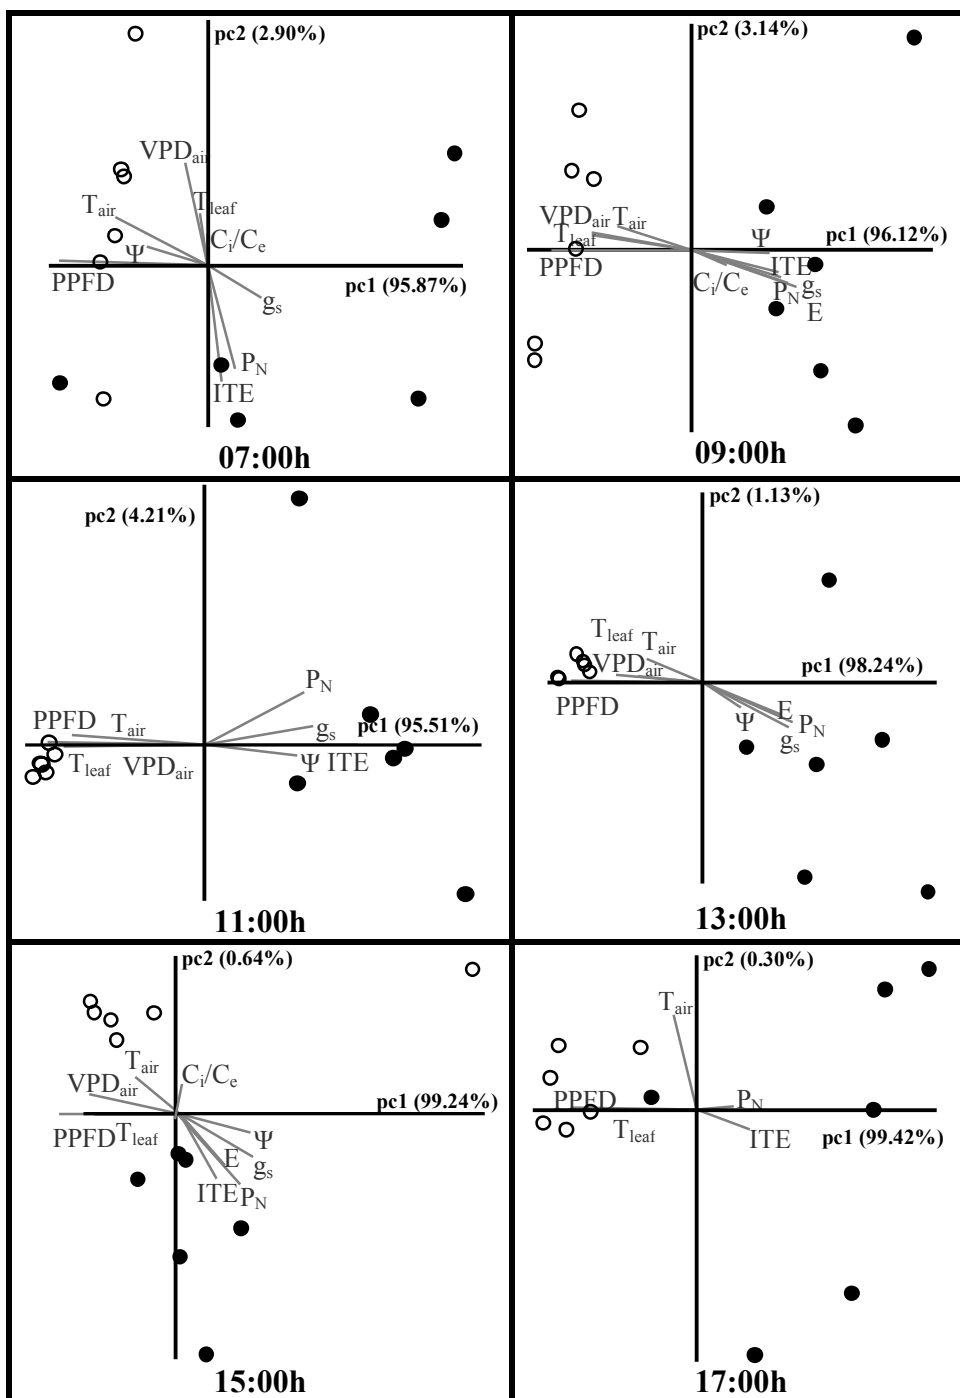 pc2 (2.90%)
VPDair
Tleaf
Tair
Ci/Ce
Ψ
PPFD
pc1 (95.87%)
gs
PN
ITE
07:00h
pc2 (3.14%)
VPDair Tair
Tleaf
Ψ
pc1 (96.12%)
PPFD
ITE
Ci/Ce
PN gs
E
09:00h
pc2 (4.21%)
PN
PPFD
Tair
gs
pc1 (95.51%)
Tleaf VPDair
Ψ ITE
11:00h
pc2 (1.13%)
Tleaf Tair
VPDair
pc1 (98.24%)
PPFD
Ψ
E
PN
gs
13:00h
pc2 (0.64%)
Tair
Ci/Ce
VPDair
pc1 (99.24%)
PPFD Tleaf
Ψ
E
gs
ITE PN
15:00h
pc2 (0.30%)
Tair
PPFD
PN
Tleaf
ITE
pc1 (99.42%)
17:00h